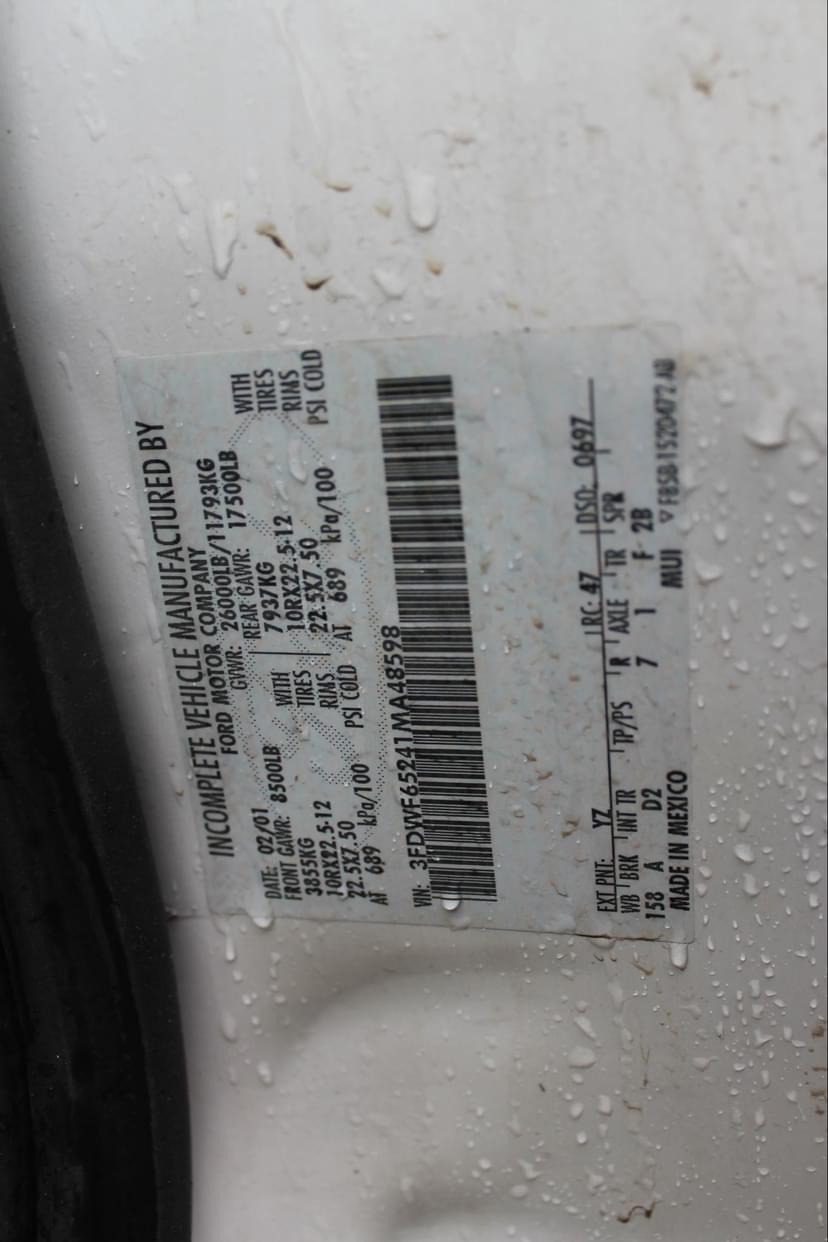 INCOMPLETE VEHICLE MANUFACTURED BY
FORD MOTOR COMPANY
DATE: 02/01 GVWR: 26000LB/11793KG
FRONT GAWR: 8500LB REAR GAWR: 17500LB
3855KG WITH 7937KG WITH
10RX22.5-12 TIRES 10RX22.5-12 TIRES
22.5X7.50 RIMS 22.5X7.50 RIMS
AT 689 kPa/100 PSI COLD AT 689 kPa/100 PSI COLD
VIN: 3FDWF65241MA48598
EXT PNT: YZ RC: 47 DSO: 0697
WB BRK INT TR TP/PS R AXLE TR SPR
158 A D2 7 1 F 2B
MADE IN MEXICO MUI